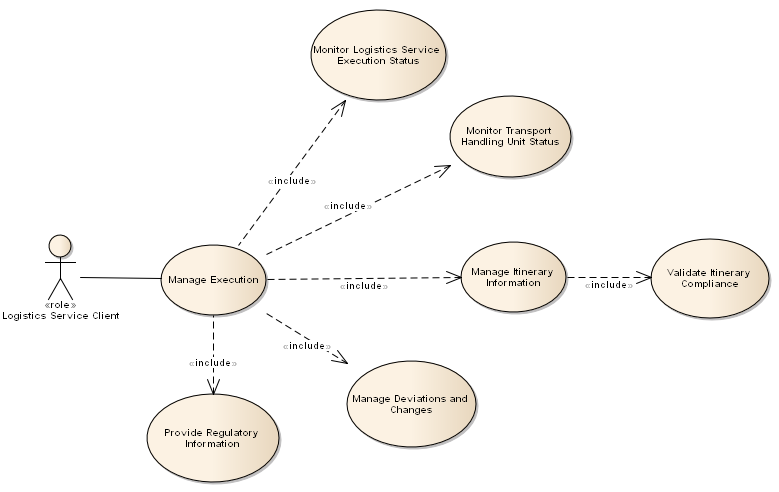 Monitor Logistics Service
Execution Status
Monitor Transport
Handling Unit Status
«include»
«include»
Manage Execution
«include»
Manage Itinerary
Information
«include»
Validate Itinerary
Compliance
«role»
Logistics Service Client
«include»
«include»
Manage Deviations and
Changes
Provide Regulatory
Information